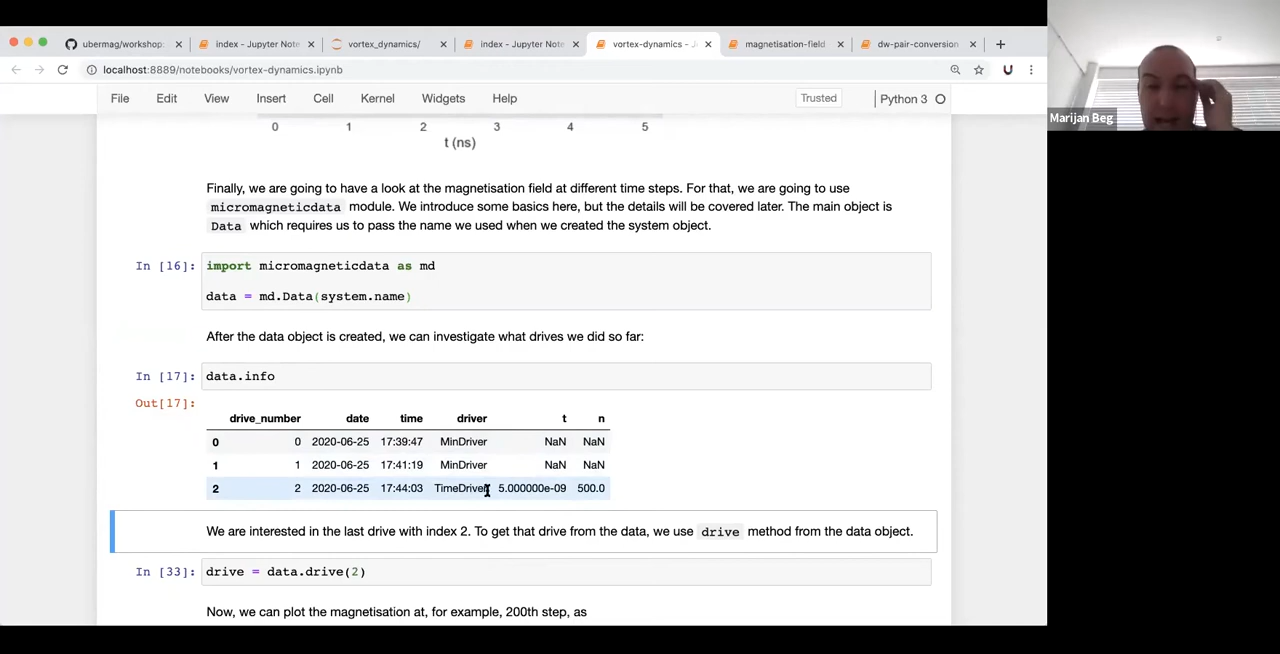 ubermag/workshop:
index - Jupyter Note
vortex_dynamics/
index - Jupyter Note
vortex-dynamics - J
magnetisation-field
dw-pair-conversion
localhost:8889/notebooks/vortex-dynamics.ipynb
File Edit View Insert Cell Kernel Widgets Help
Trusted
Python 3
0 1 2 3 4 5
t (ns)
Finally, we are going to have a look at the magnetisation field at different time steps. For that, we are going to use
micromagneticdata module. We introduce some basics here, but the details will be covered later. The main object is
Data which requires us to pass the name we used when we created the system object.
In [16]: import micromagneticdata as md
data = md.Data(system.name)
After the data object is created, we can investigate what drives we did so far:
In [17]: data.info
Out[17]:
drive_number date time driver t n
0 0 2020-06-25 17:39:47 MinDriver NaN NaN
1 1 2020-06-25 17:41:19 MinDriver NaN NaN
2 2 2020-06-25 17:44:03 TimeDriver 5.000000e-09 500.0
We are interested in the last drive with index 2. To get that drive from the data, we use drive method from the data object.
In [33]: drive = data.drive(2)
Now, we can plot the magnetisation at, for example, 200th step, as
Marijan Beg